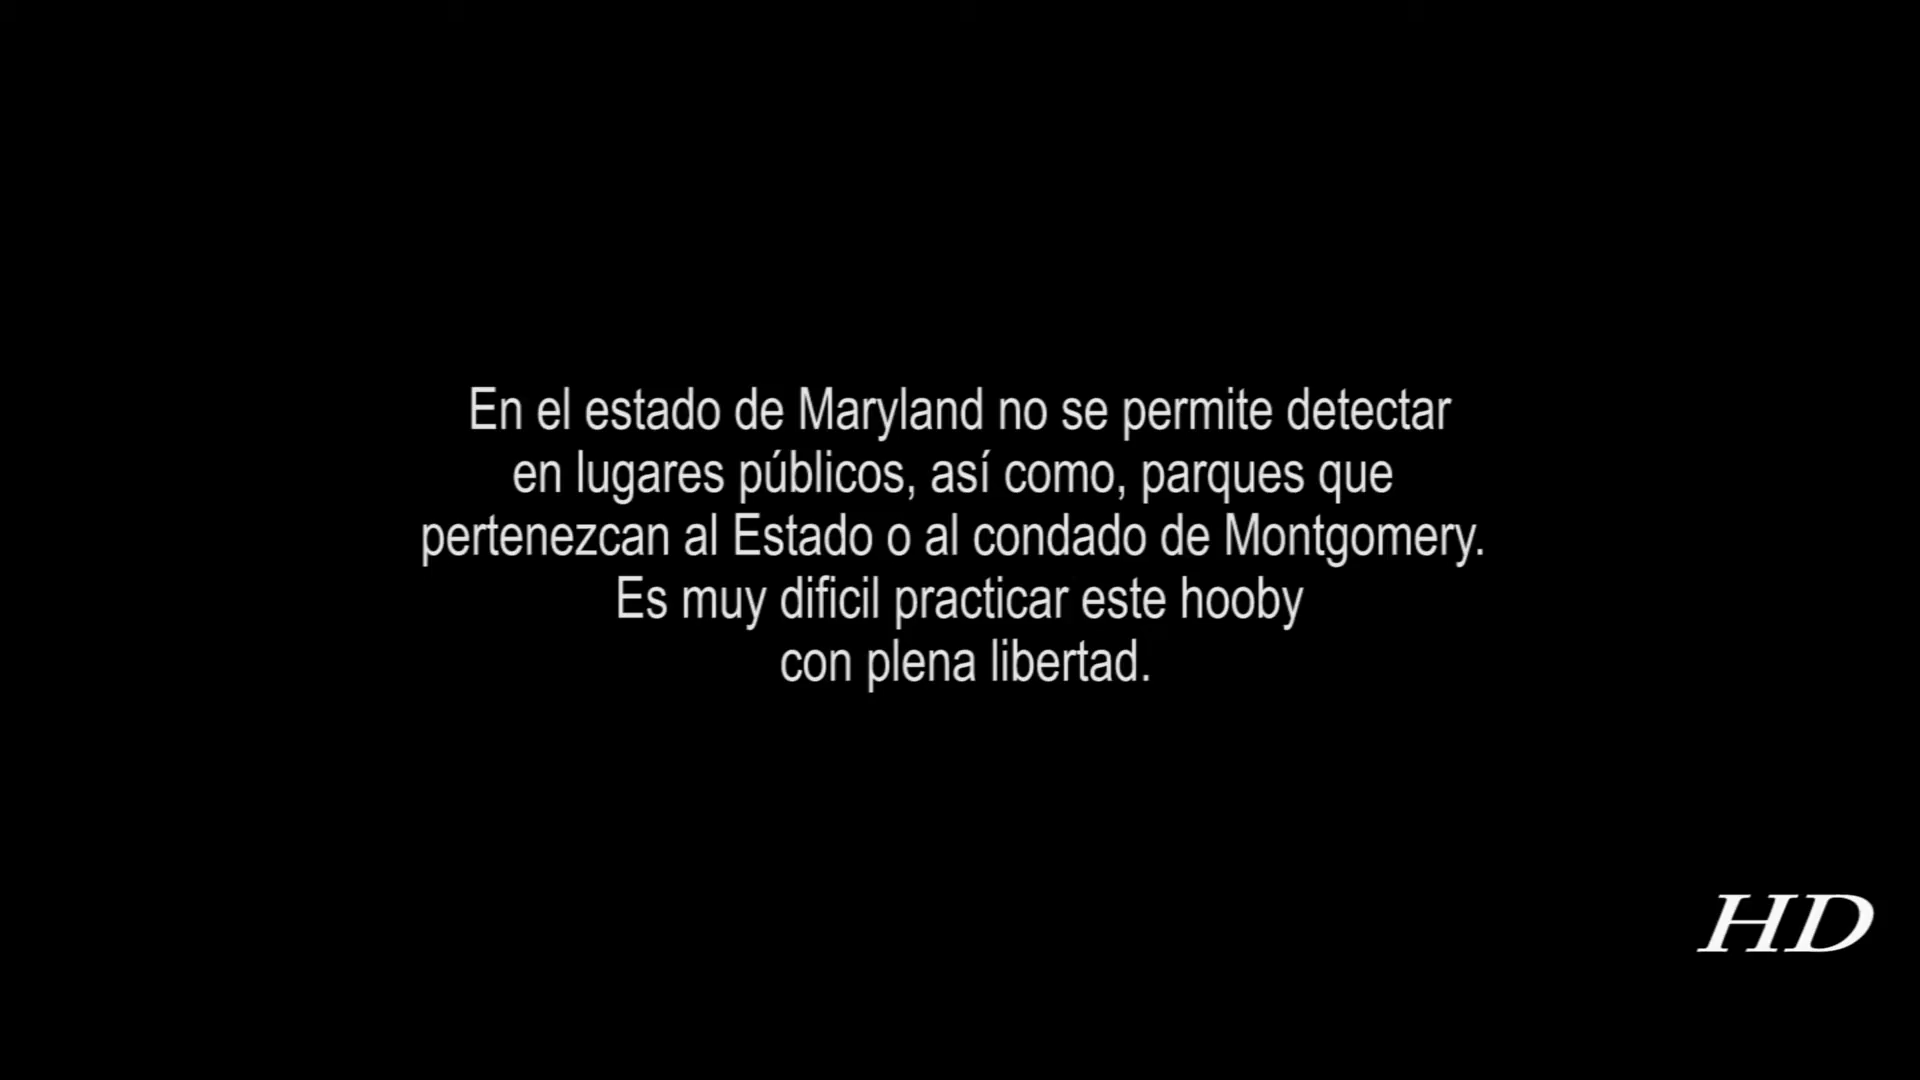 En el estado de Maryland no se permite detectar
en lugares públicos, así como, parques que
pertenezcan al Estado o al condado de Montgomery.
Es muy dificil practicar este hooby
con plena libertad.
HD